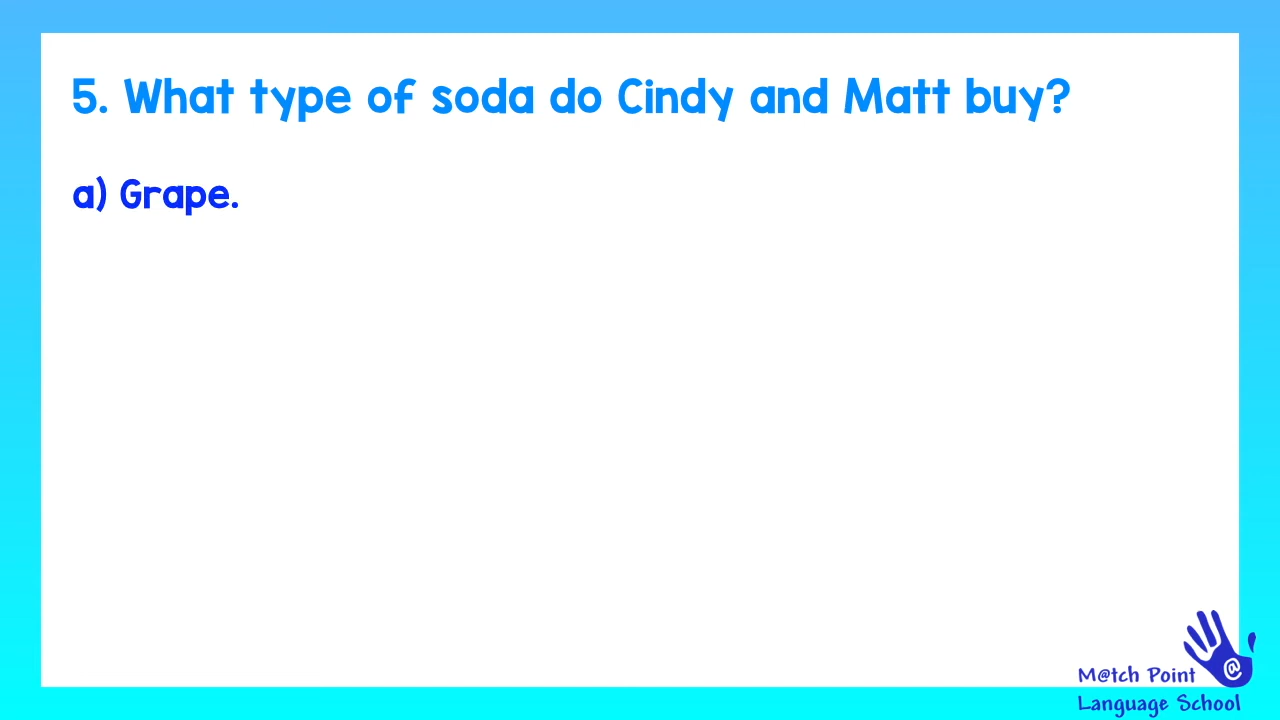 5. What type of soda do Cindy and Matt buy?
a) Grape.
M@tch Point
Language School
@